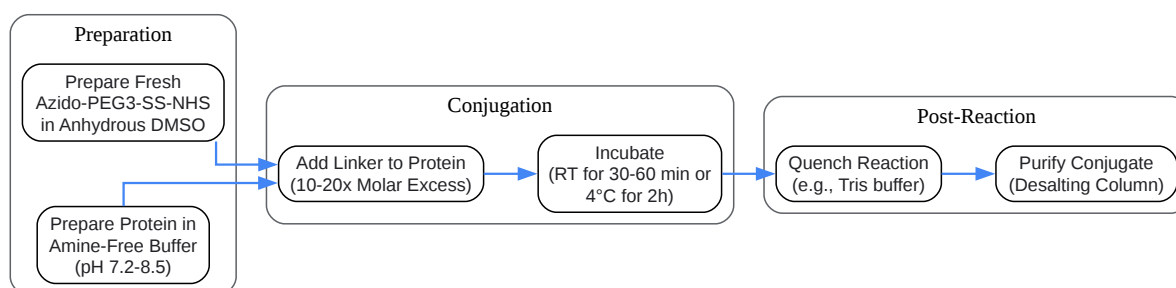 Preparation
Prepare Fresh
Azido-PEG3-SS-NHS
in Anhydrous DMSO
Prepare Protein in
Amine-Free Buffer
(pH 7.2-8.5)
Conjugation
Add Linker to Protein
(10-20x Molar Excess)
Incubate
(RT for 30-60 min or
4°C for 2h)
Post-Reaction
Quench Reaction
(e.g., Tris buffer)
Purify Conjugate
(Desalting Column)